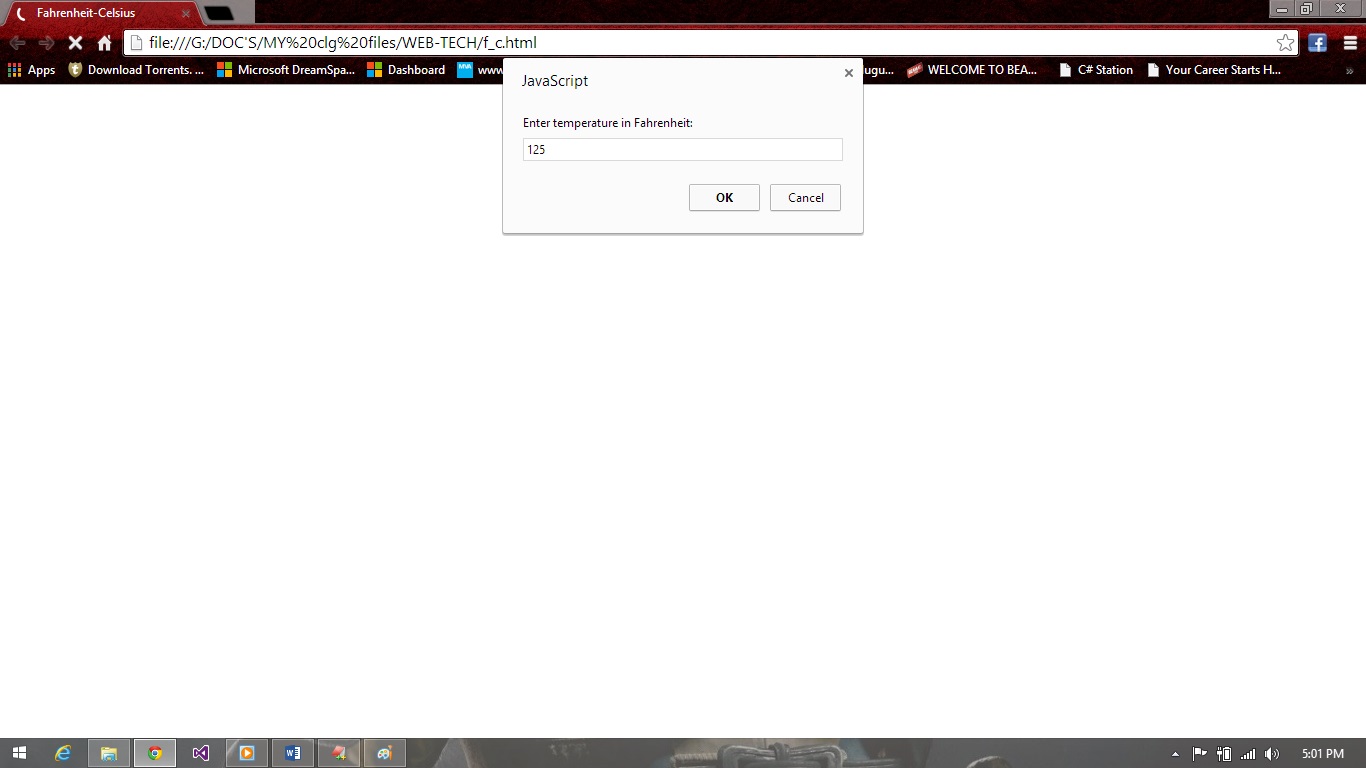 Fahrenheit-Celsius
file:///G:/DOC'S/MY%20clg%20files/WEB-TECH/f_c.html
Apps Download Torrents. ... Microsoft DreamSpa... Dashboard MVA www ugu... WELCOME TO BEA... C# Station Your Career Starts H... »
JavaScript
Enter temperature in Fahrenheit:
125
OK Cancel
5:01 PM